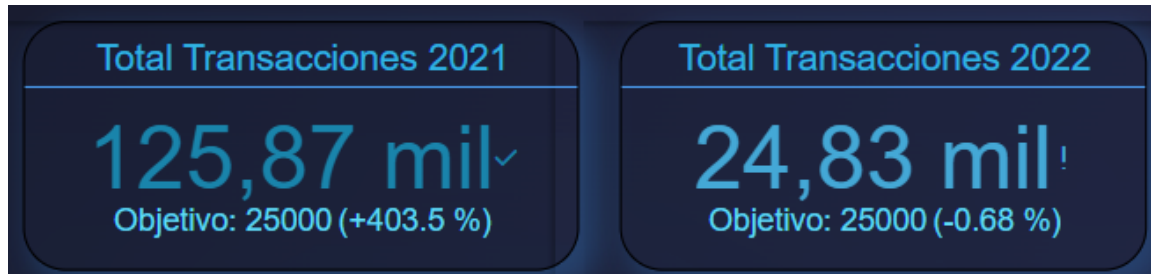 Total Transacciones 2021
125,87 mil✓
Objetivo: 25000 (+403.5 %)
Total Transacciones 2022
24,83 mil!
Objetivo: 25000 (-0.68 %)